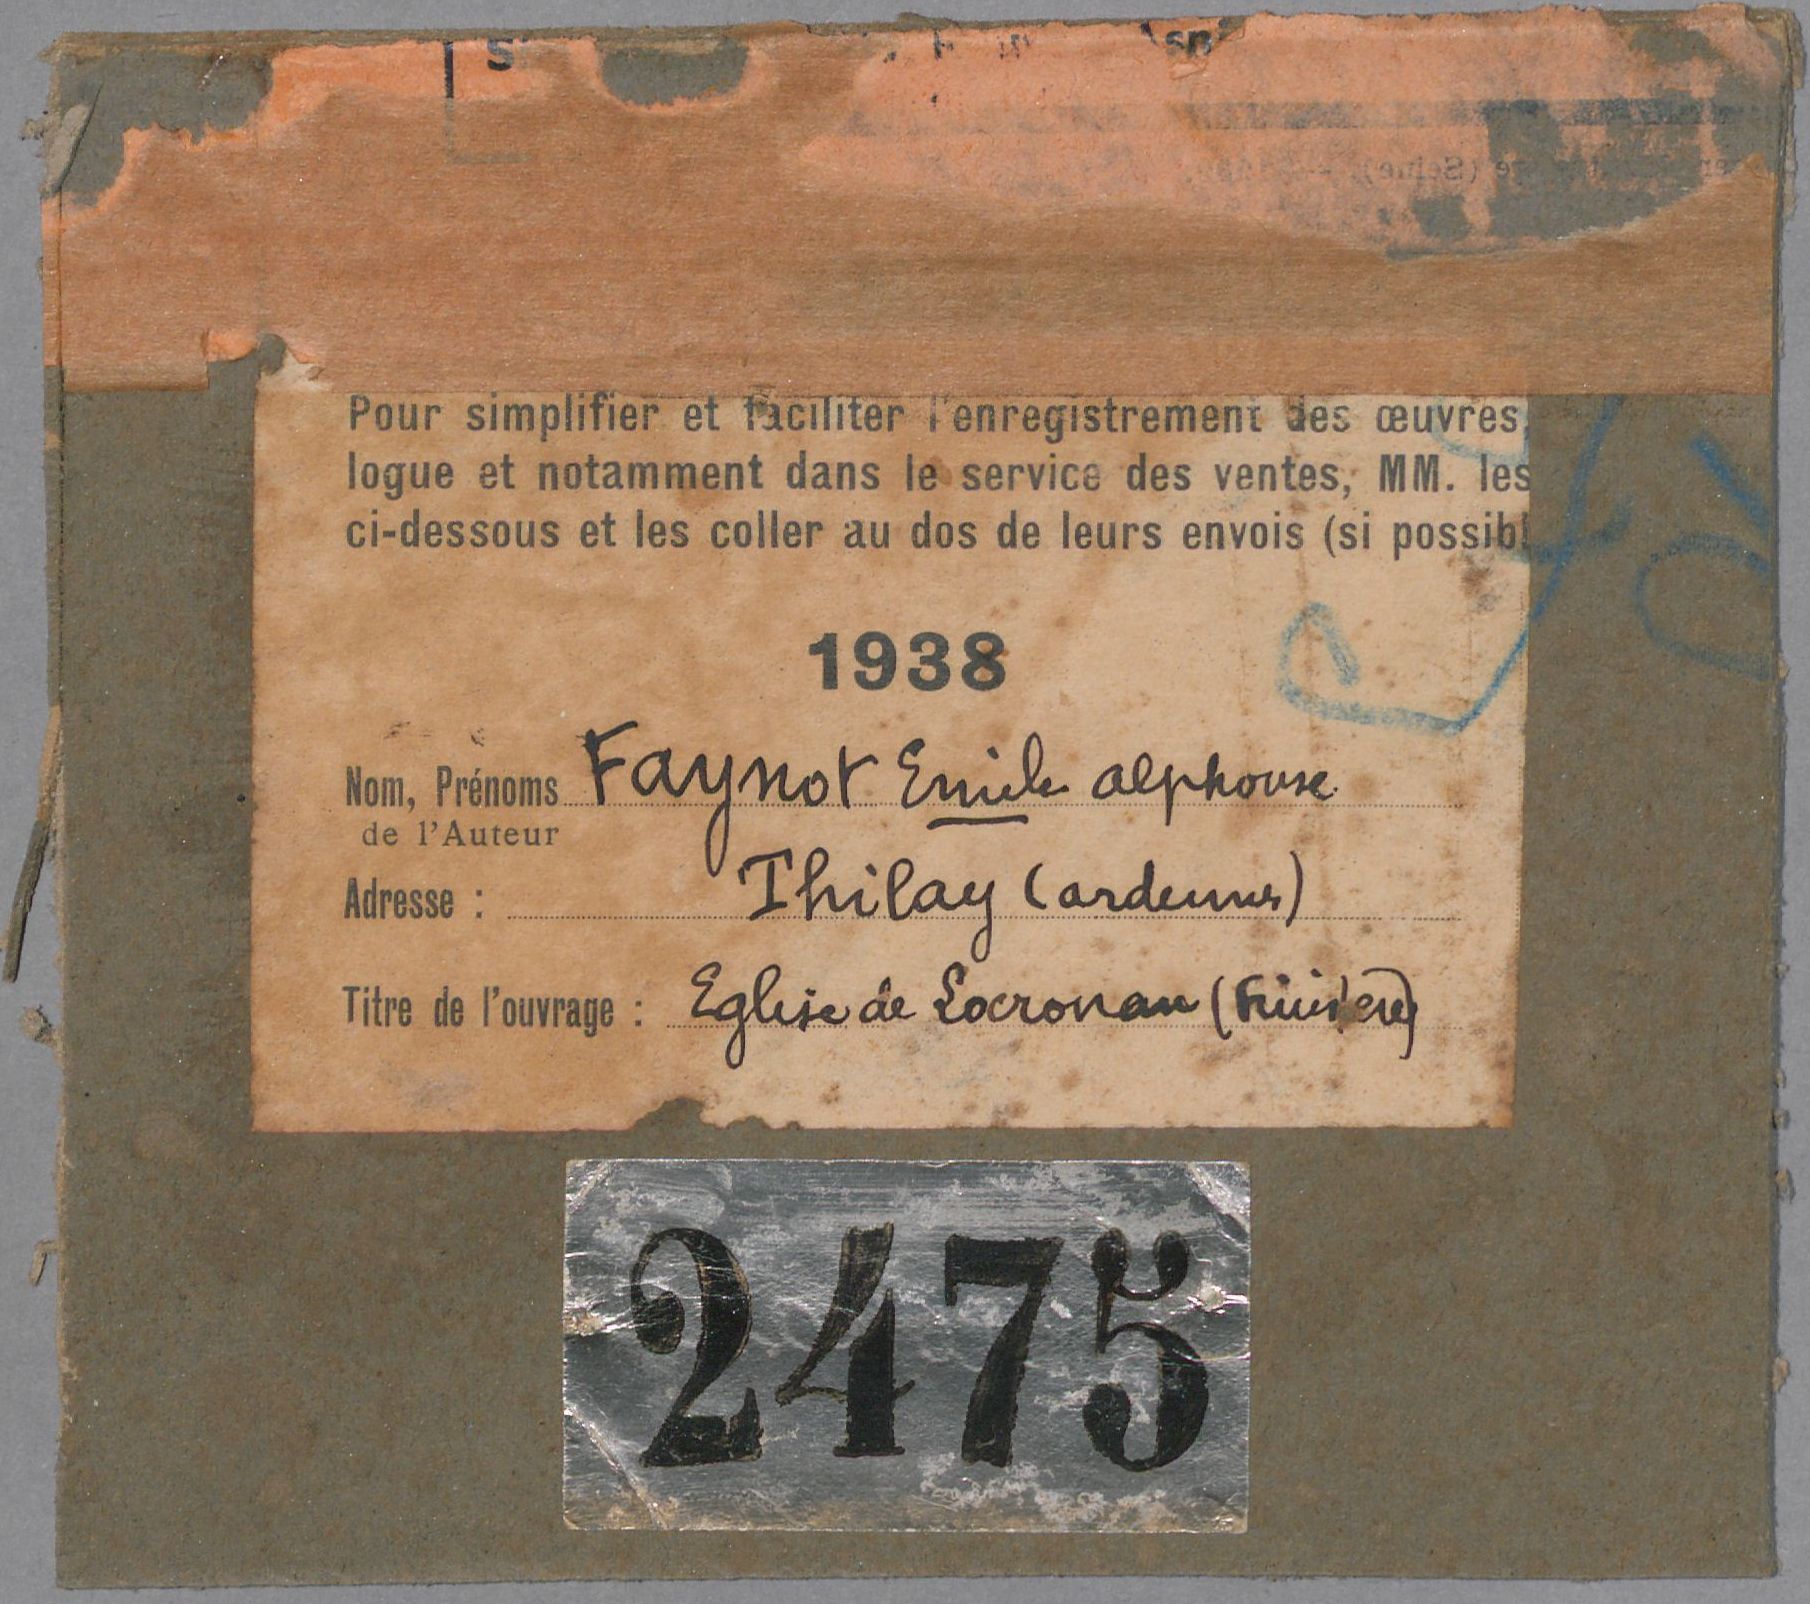 Pour simplifier et faciliter l'enregistrement des œuvres,
logue et notamment dans le service des ventes, MM. les
ci-dessous et les coller au dos de leurs envois (si possibl
1938
Nom, Prénoms Faynot Emile alphonse
de l'Auteur
Adresse : Thilay (ardennes)
Titre de l'ouvrage : Eglise de Locronan (Finistère)
2475